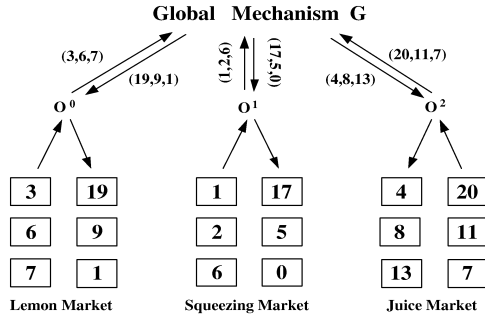 Global Mechanism G
(3,6,7)
(19,9,1)
(1,2,6)
(17,5,0)
(4,8,13)
(20,11,7)
O⁰
O¹
O²
3 19 1 17 4 20
6 9 2 5 8 11
7 1 6 0 13 7
Lemon Market Squeezing Market Juice Market